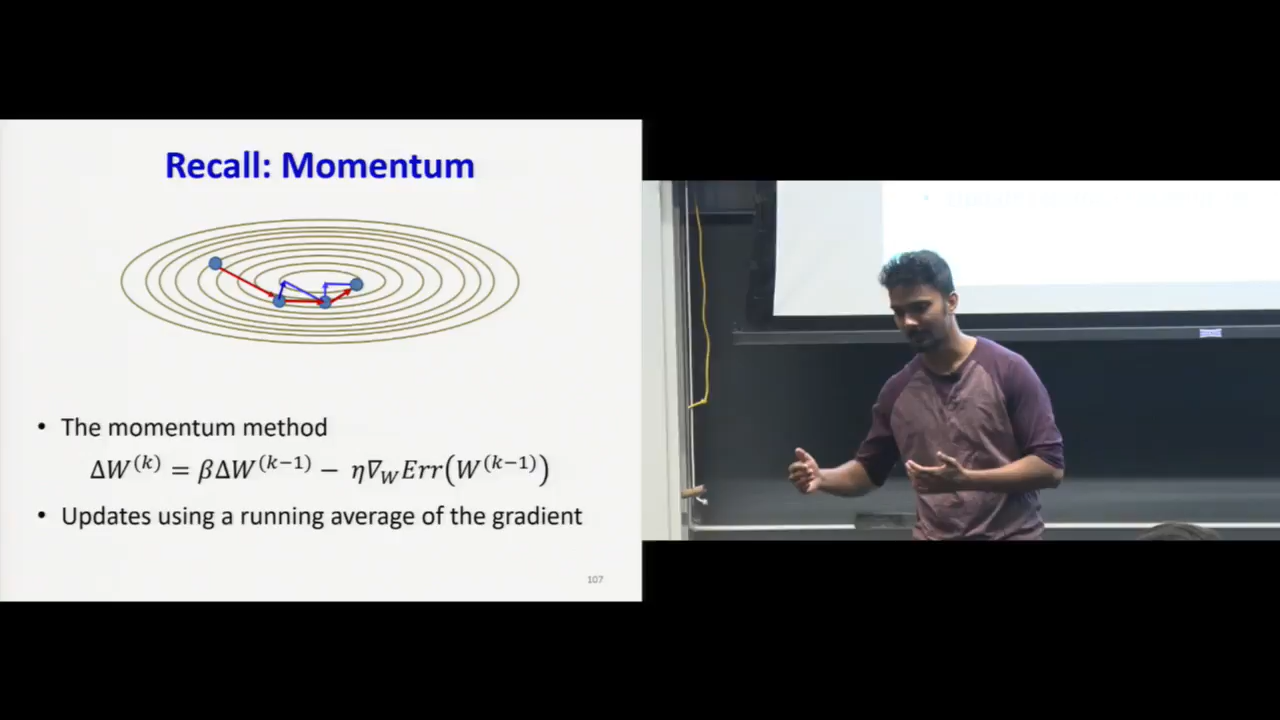 Recall: Momentum
• The momentum method
ΔW⁽ᵏ⁾ = βΔW⁽ᵏ⁻¹⁾ − η∇_W Err(W⁽ᵏ⁻¹⁾)
• Updates using a running average of the gradient
107